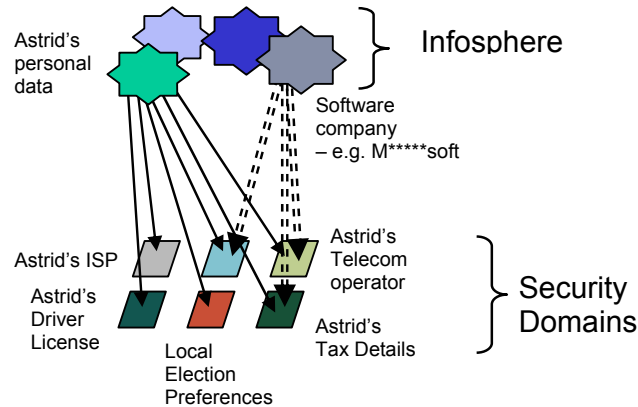 Astrid's
personal
data
Infosphere
Software
company
– e.g. M*****soft
Astrid's ISP
Astrid's
Telecom
operator
Astrid's
Driver
License
Local
Election
Preferences
Astrid's
Tax Details
Security
Domains